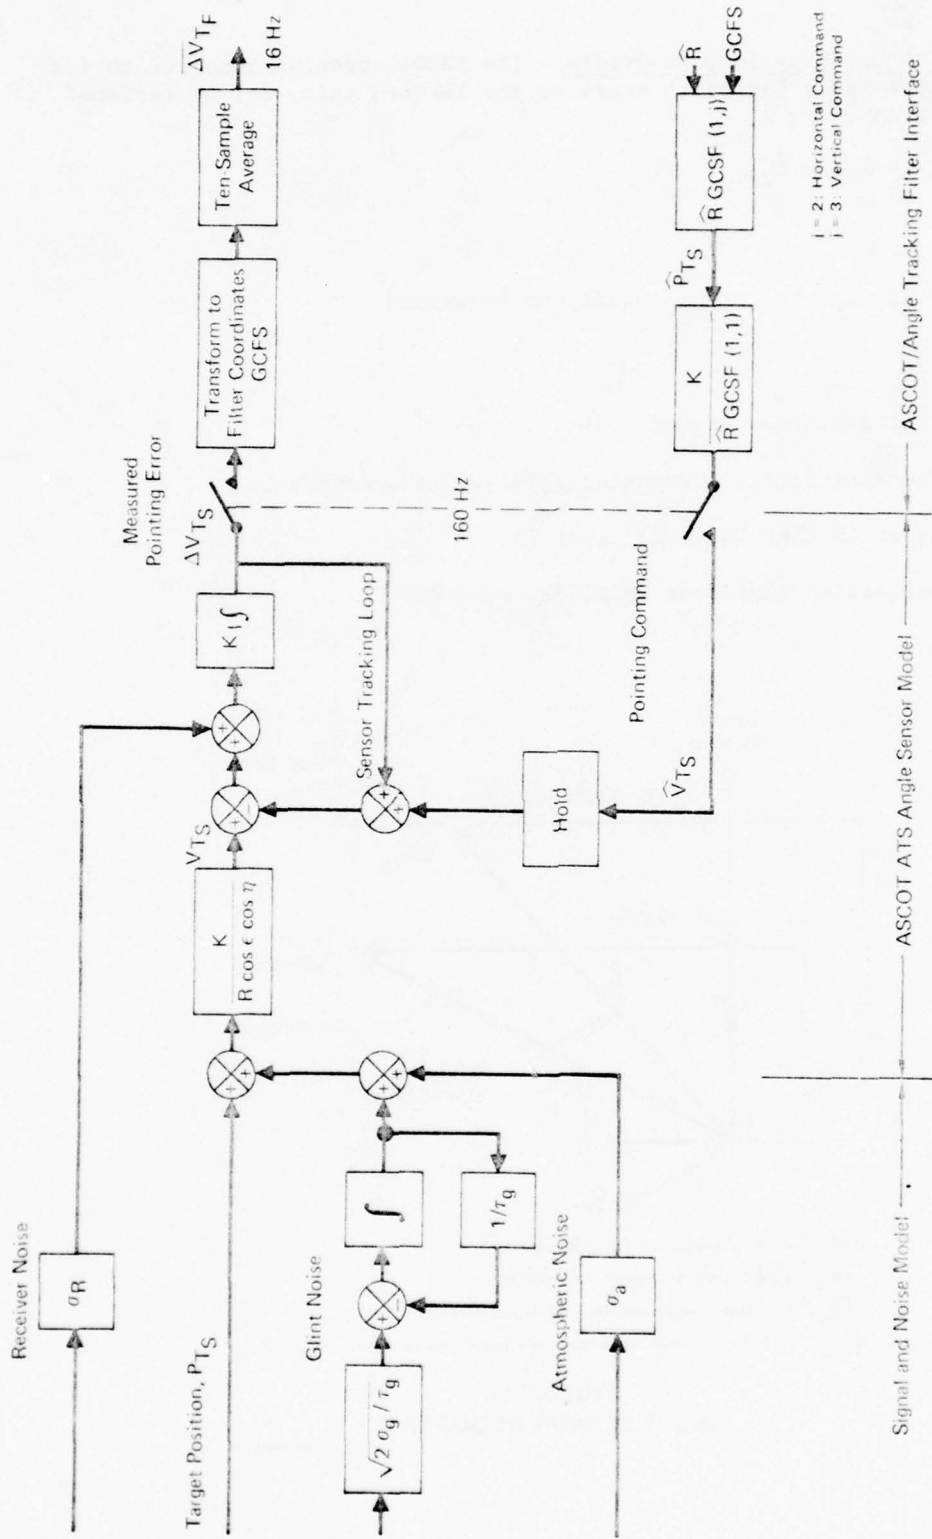 Receiver Noise
σR
Target Position, PTS
Glint Noise
√2 σg / τg
+
-
∫
1/τg
Atmospheric Noise
σa
+
+
+
+
K
R cos ε cos η
VTS
+
-
+
+
K1 ∫
Measured
Pointing Error
ΔVTS
Sensor Tracking Loop
+
+
Hold
V̂TS
Pointing Command
160 Hz
Transform to
Filter Coordinates
GCFS
Ten-Sample
Average
ΔVTF
16 Hz
K
R̂ GCSF (1,1)
P̂TS
R̂ GCSF (1,j)
R̂
GCFS
j = 2: Horizontal Command
j = 3: Vertical Command
Signal and Noise Model
ASCOT ATS Angle Sensor Model
ASCOT/Angle Tracking Filter Interface